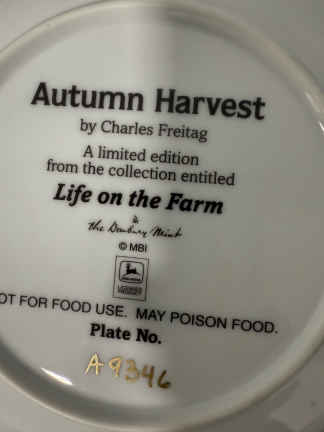 Autumn Harvest
by Charles Freitag
A limited edition
from the collection entitled
Life on the Farm
the Danbury Mint
© MBI
OT FOR FOOD USE. MAY POISON FOOD.
Plate No.
A9346